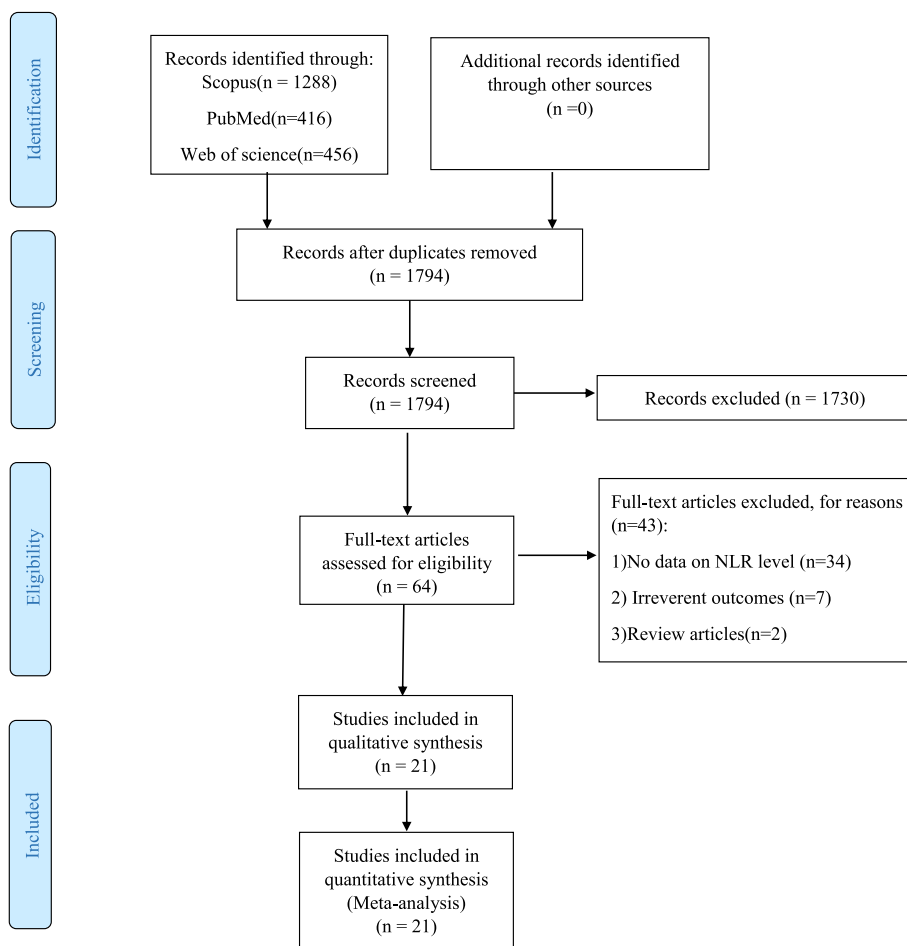 Identification
Records identified through:
Scopus(n = 1288)
PubMed(n=416)
Web of science(n=456)
Additional records identified
through other sources
(n =0)
Screening
Records after duplicates removed
(n = 1794)
Records screened
(n = 1794)
Records excluded (n = 1730)
Eligibility
Full-text articles
assessed for eligibility
(n = 64)
Full-text articles excluded, for reasons
(n=43):
1)No data on NLR level (n=34)
2) Irreverent outcomes (n=7)
3)Review articles(n=2)
Included
Studies included in
qualitative synthesis
(n = 21)
Studies included in
quantitative synthesis
(Meta-analysis)
(n = 21)